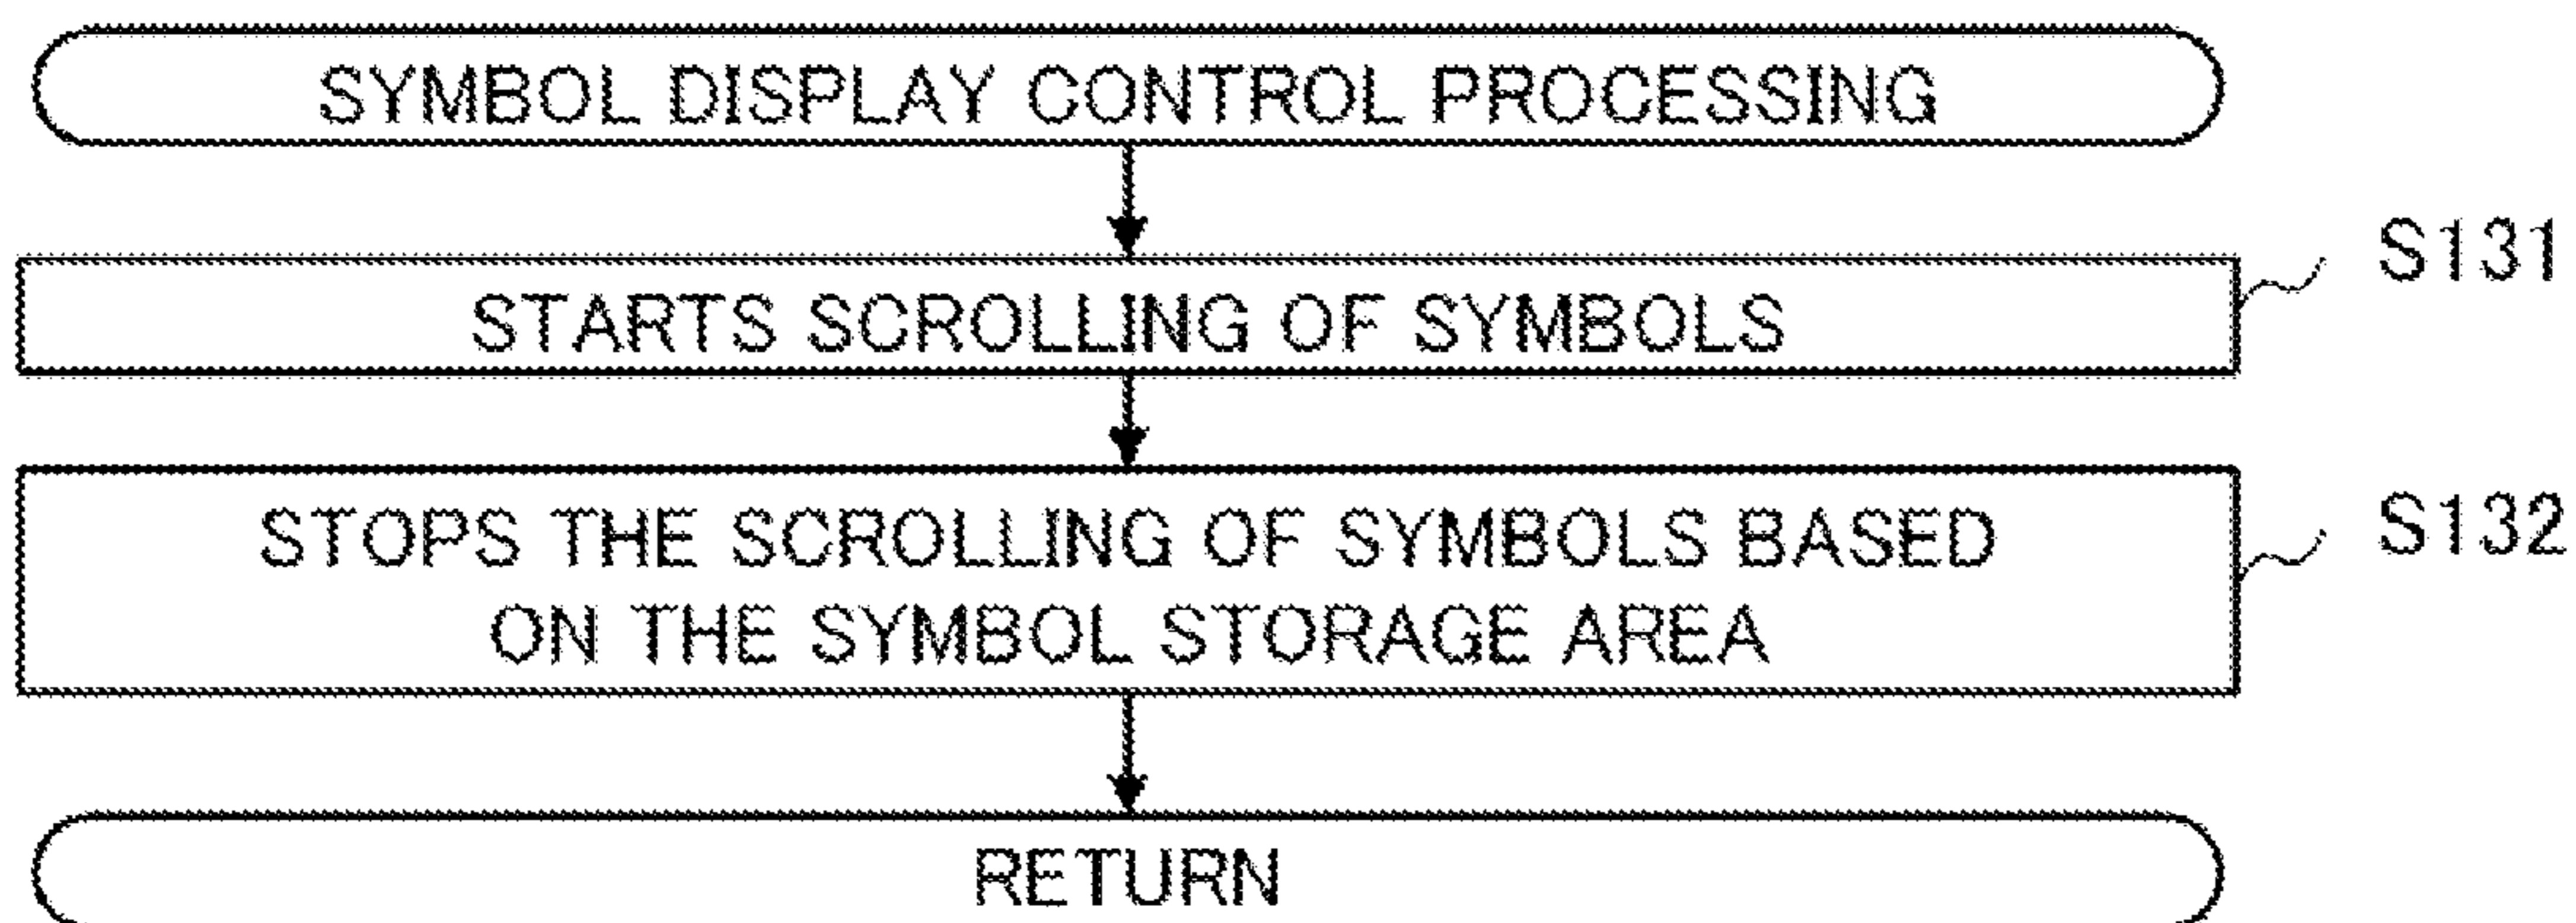 SYMBOL DISPLAY CONTROL PROCESSING
S131
STARTS SCROLLING OF SYMBOLS
S132
STOPS THE SCROLLING OF SYMBOLS BASED
ON THE SYMBOL STORAGE AREA
RETURN